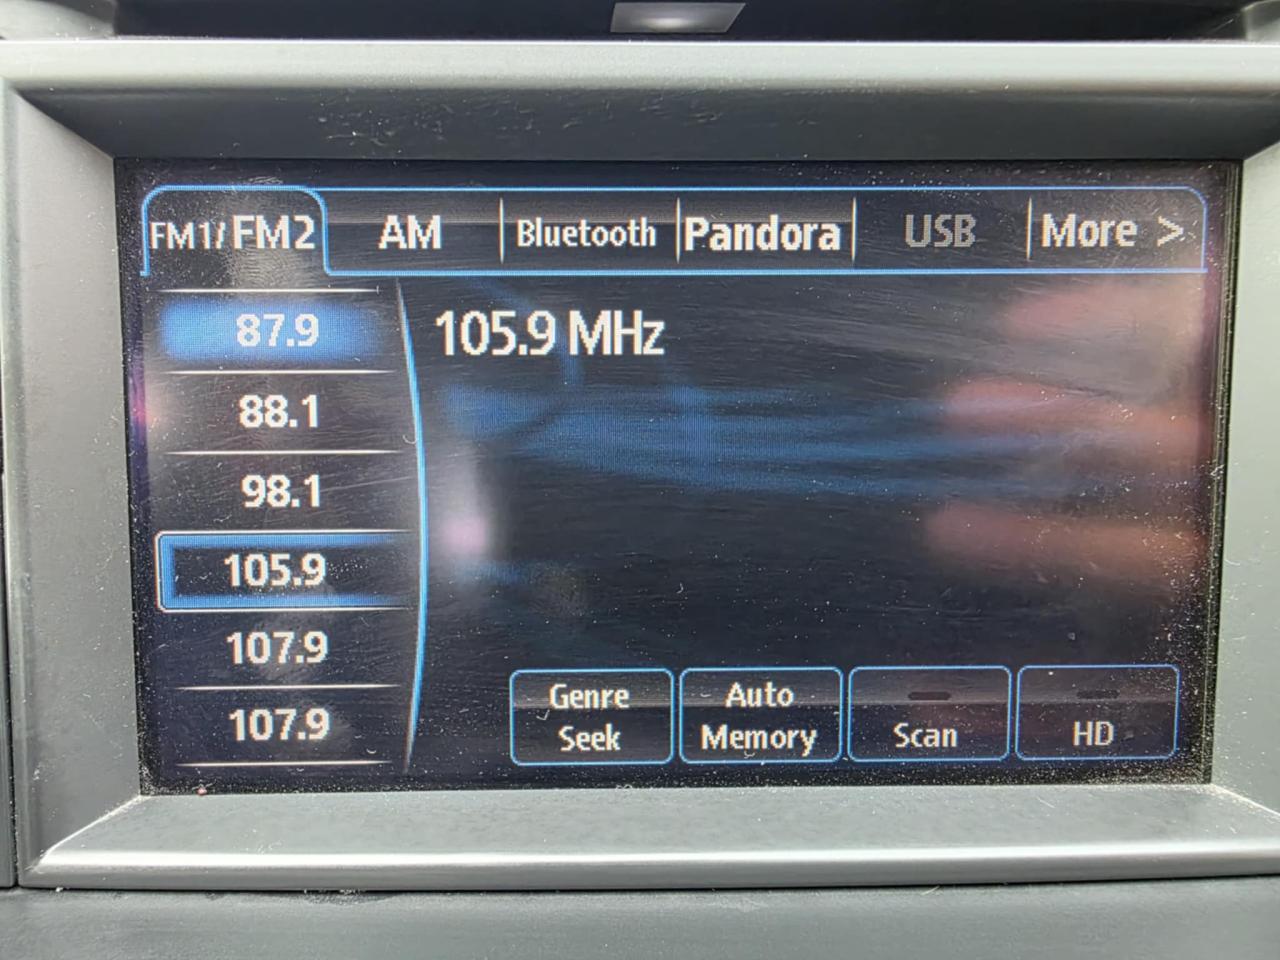 FM1/FM2 AM Bluetooth Pandora USB More >
87.9
105.9 MHz
88.1
98.1
105.9
107.9
107.9
Genre Seek
Auto Memory
Scan
HD